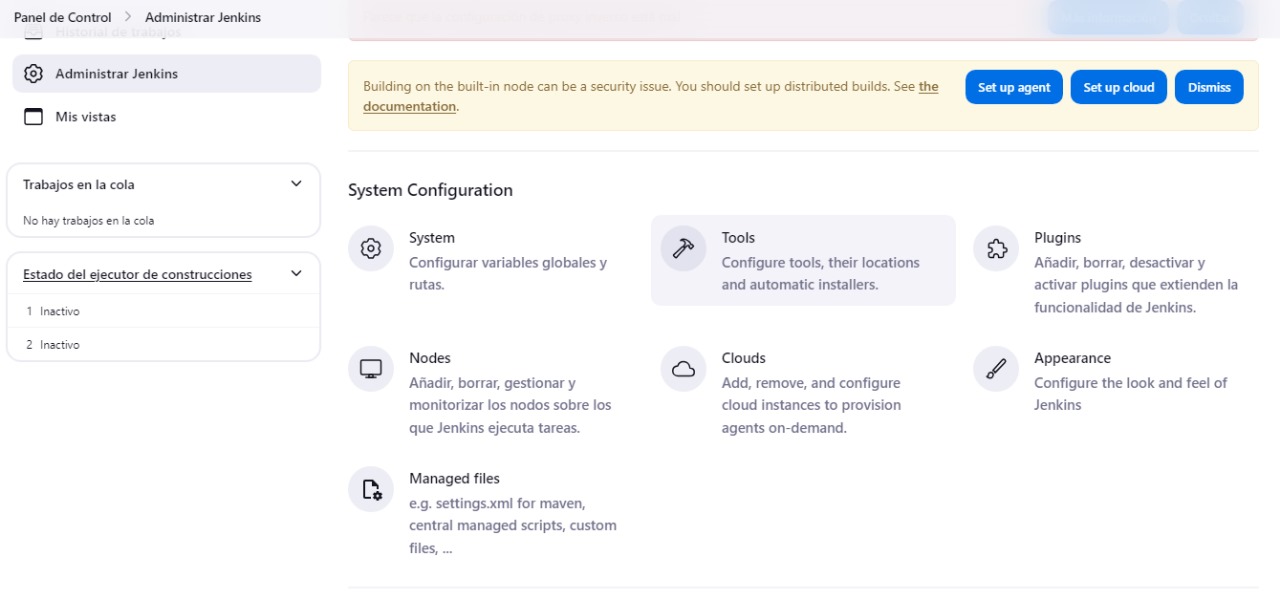 Panel de Control > Administrar Jenkins
Historial de trabajos
Administrar Jenkins
Mis vistas
Trabajos en la cola
No hay trabajos en la cola
Estado del ejecutor de construcciones
1 Inactivo
2 Inactivo
Building on the built-in node can be a security issue. You should set up distributed builds. See the
documentation.
Set up agent
Set up cloud
Dismiss
System Configuration
System
Configurar variables globales y
rutas.
Tools
Configure tools, their locations
and automatic installers.
Plugins
Añadir, borrar, desactivar y
activar plugins que extienden la
funcionalidad de Jenkins.
Nodes
Añadir, borrar, gestionar y
monitorizar los nodos sobre los
que Jenkins ejecuta tareas.
Clouds
Add, remove, and configure
cloud instances to provision
agents on-demand.
Appearance
Configure the look and feel of
Jenkins
Managed files
e.g. settings.xml for maven,
central managed scripts, custom
files, ...